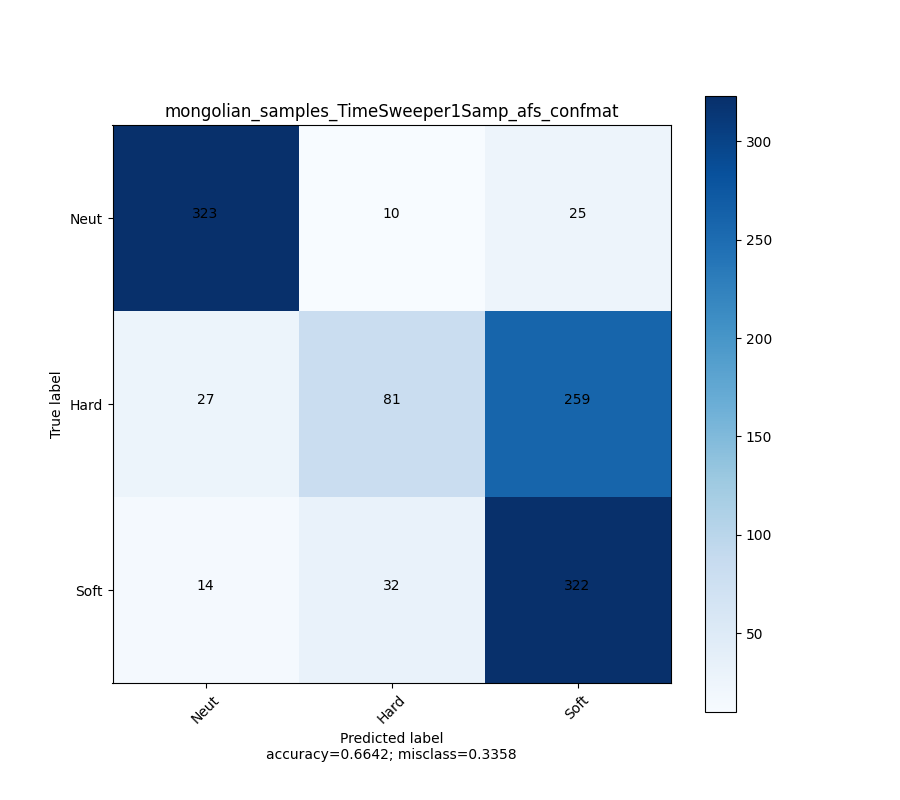 mongolian_samples_TimeSweeper1Samp_afs_confmat
300
250
200
150
100
50
Neut
323
10
25
True label
Hard
27
81
259
Soft
14
32
322
Neut
Hard
Soft
Predicted label
accuracy=0.6642; misclass=0.3358